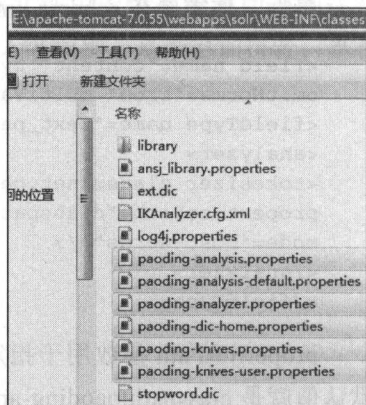 E:\apache-tomcat-7.0.55\webapps\solr\WEB-INF\classes
E) 查看(V) 工具(T) 帮助(H)
打开 新建文件夹
名称
library
ansj_library.properties
ext.dic
问的位置
IKAnalyzer.cfg.xml
log4j.properties
paoding-analysis.properties
paoding-analysis-default.properties
paoding-analyzer.properties
paoding-dic-home.properties
paoding-knives.properties
paoding-knives-user.properties
stopword.dic